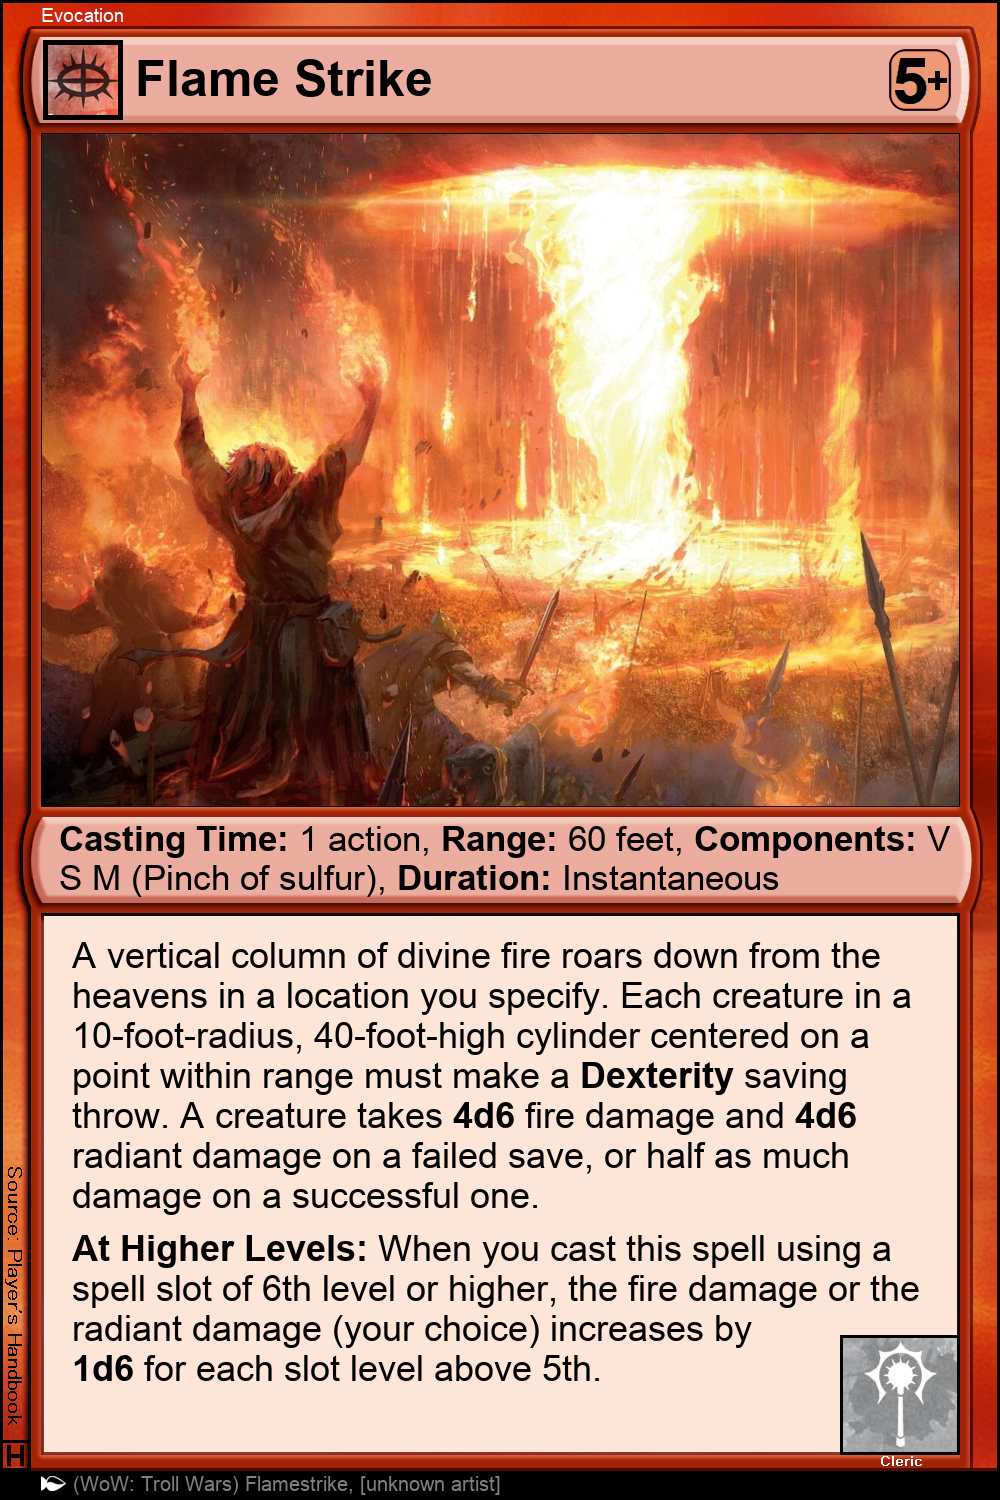 Evocation
Flame Strike
5+
Casting Time: 1 action, Range: 60 feet, Components: V
S M (Pinch of sulfur), Duration: Instantaneous
A vertical column of divine fire roars down from the
heavens in a location you specify. Each creature in a
10-foot-radius, 40-foot-high cylinder centered on a
point within range must make a Dexterity saving
throw. A creature takes 4d6 fire damage and 4d6
radiant damage on a failed save, or half as much
damage on a successful one.
At Higher Levels: When you cast this spell using a
spell slot of 6th level or higher, the fire damage or the
radiant damage (your choice) increases by
1d6 for each slot level above 5th.
Source: Player's Handbook
H
Cleric
(WoW: Troll Wars) Flamestrike, [unknown artist]